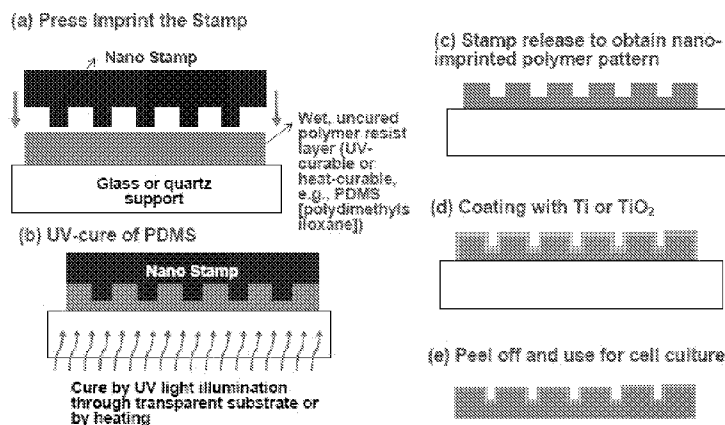 (a) Press Imprint the Stamp
Nano Stamp
Wet, uncured
polymer resist
layer (UV-
curable or
heat-curable,
e.g., PDMS
[polydimethyls
iloxane])
Glass or quartz
support
(b) UV-cure of PDMS
Nano Stamp
Cure by UV light illumination
through transparent substrate or
by heating
(c) Stamp release to obtain nano-
imprinted polymer pattern
(d) Coating with Ti or TiO₂
(e) Peel off and use for cell culture